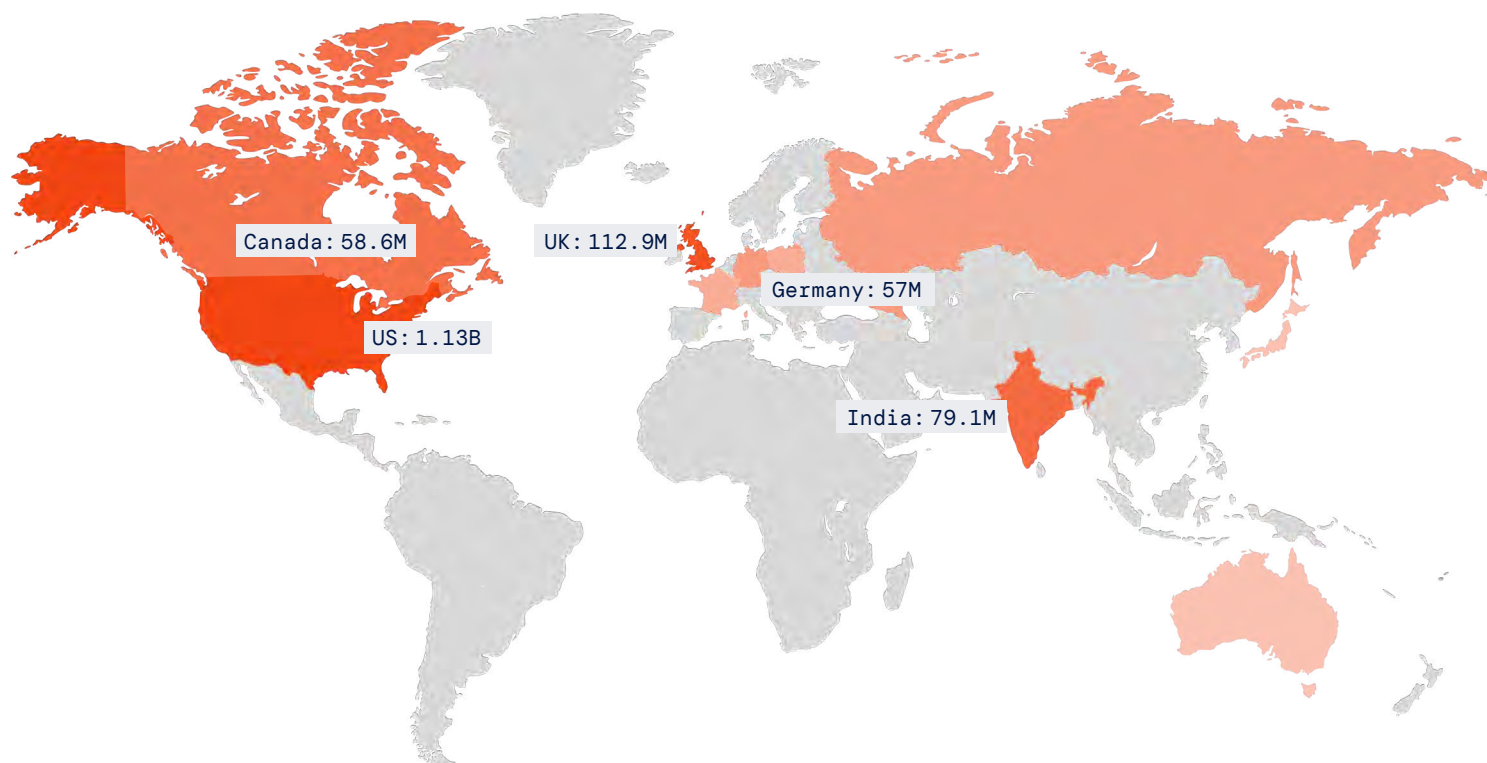 Canada: 58.6M
UK: 112.9M
Germany: 57M
US: 1.13B
India: 79.1M